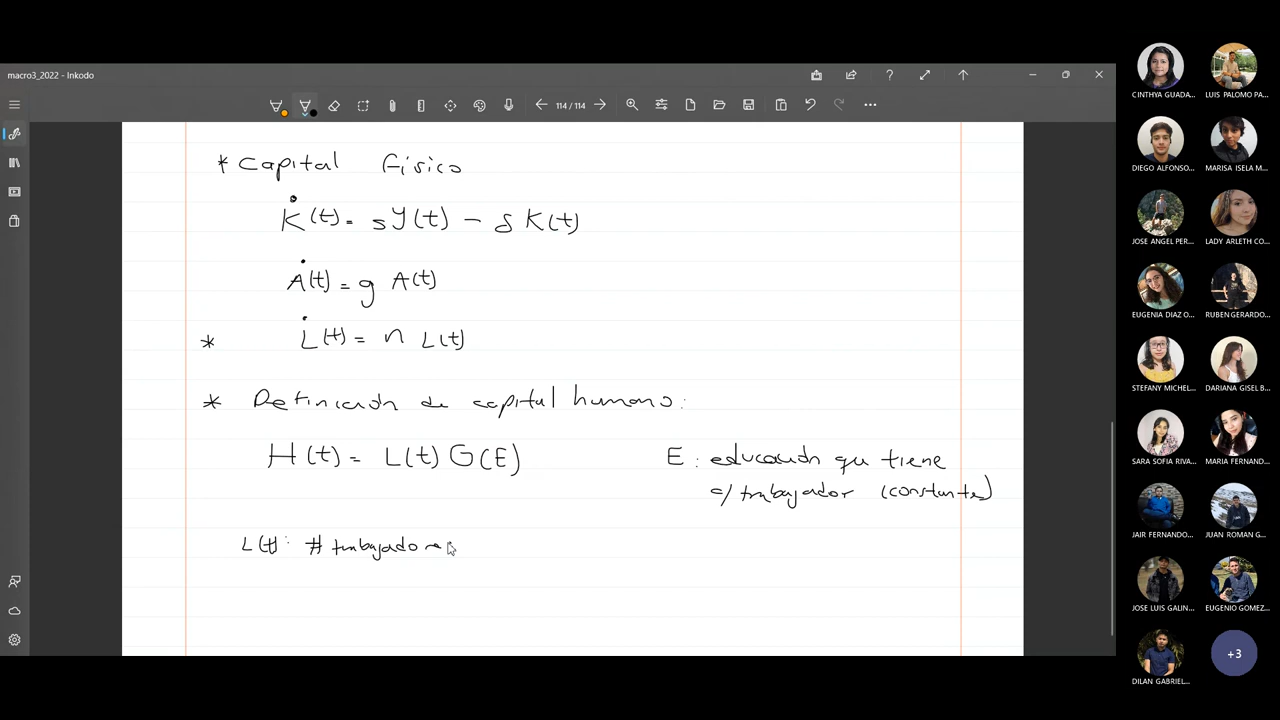 macro3_2022 - Inkodo
114 / 114
* Capital físico
K̇(t) = sY(t) - δ K(t)
Ȧ(t) = g A(t)
* L̇(t) = n L(t)
* Definición de capital humano:
H(t) = L(t) G(E)
E: educación que tiene
c/ trabajador (constantes)
L(t): # trabajadores
CINTHYA GUADA...
LUIS PALOMO PA...
DIEGO ALFONSO...
MARISA ISELA M...
JOSE ANGEL PER...
LADY ARLETH CO...
EUGENIA DIAZ O...
RUBEN GERARDO...
STEFANY MICHEL...
DARIANA GISEL B...
SARA SOFIA RIVA...
MARIA FERNAND...
JAIR FERNANDO...
JUAN ROMAN G...
JOSE LUIS GALIN...
EUGENIO GOMEZ...
DILAN GABRIEL...
+3